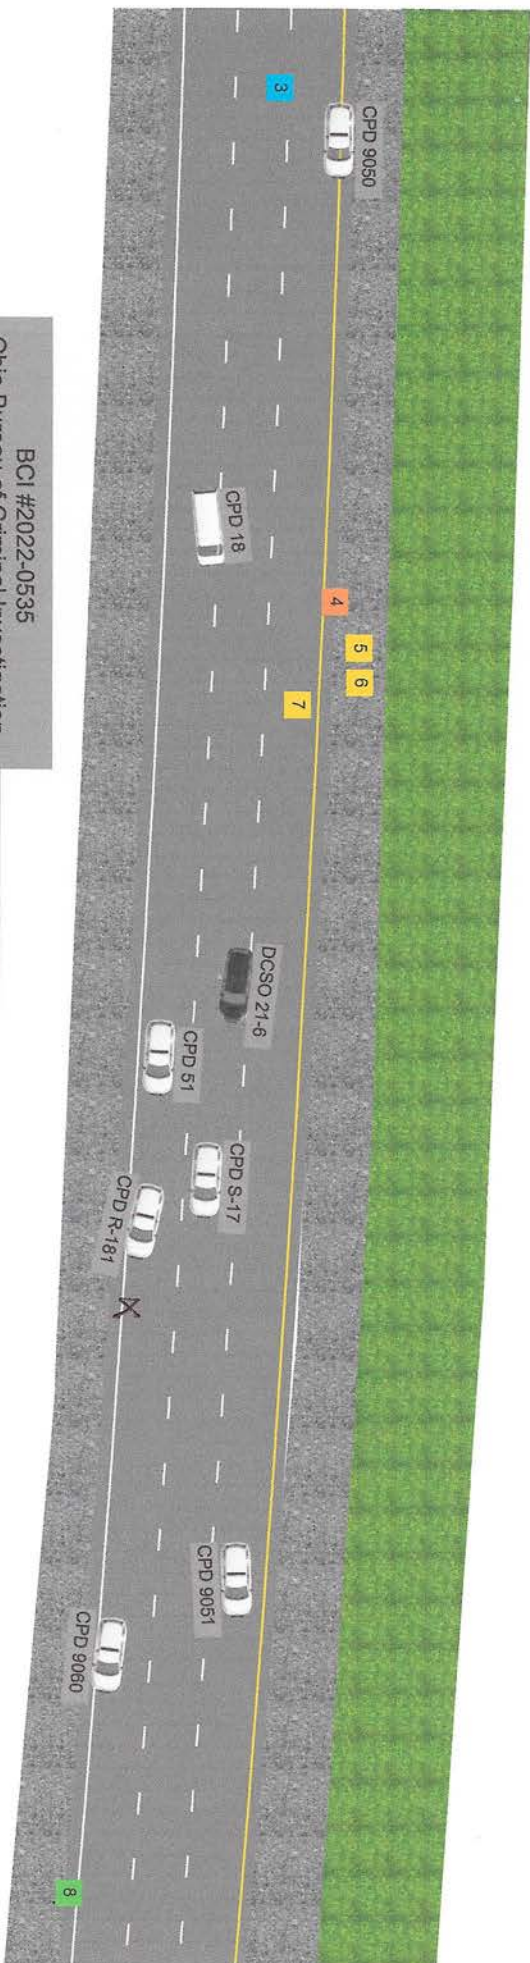 3
CPD 9050
CPD 18
4
5
6
7
DCSO 21-6
CPD 51
CPD S-17
CPD R-181
CPD 9051
CPD 9060
8
BCI #2022-0535